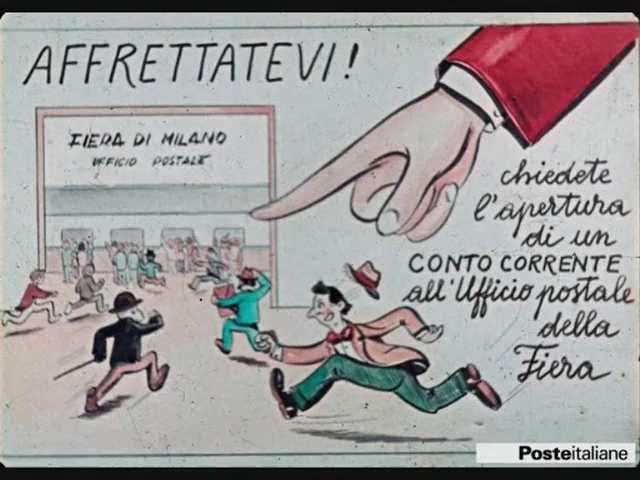 AFFRETTATEVI!
FIERA DI MILANO
UFFICIO POSTALE
chiedete
l'apertura
di un
CONTO CORRENTE
all'Ufficio postale
della
Fiera
Posteitaliane